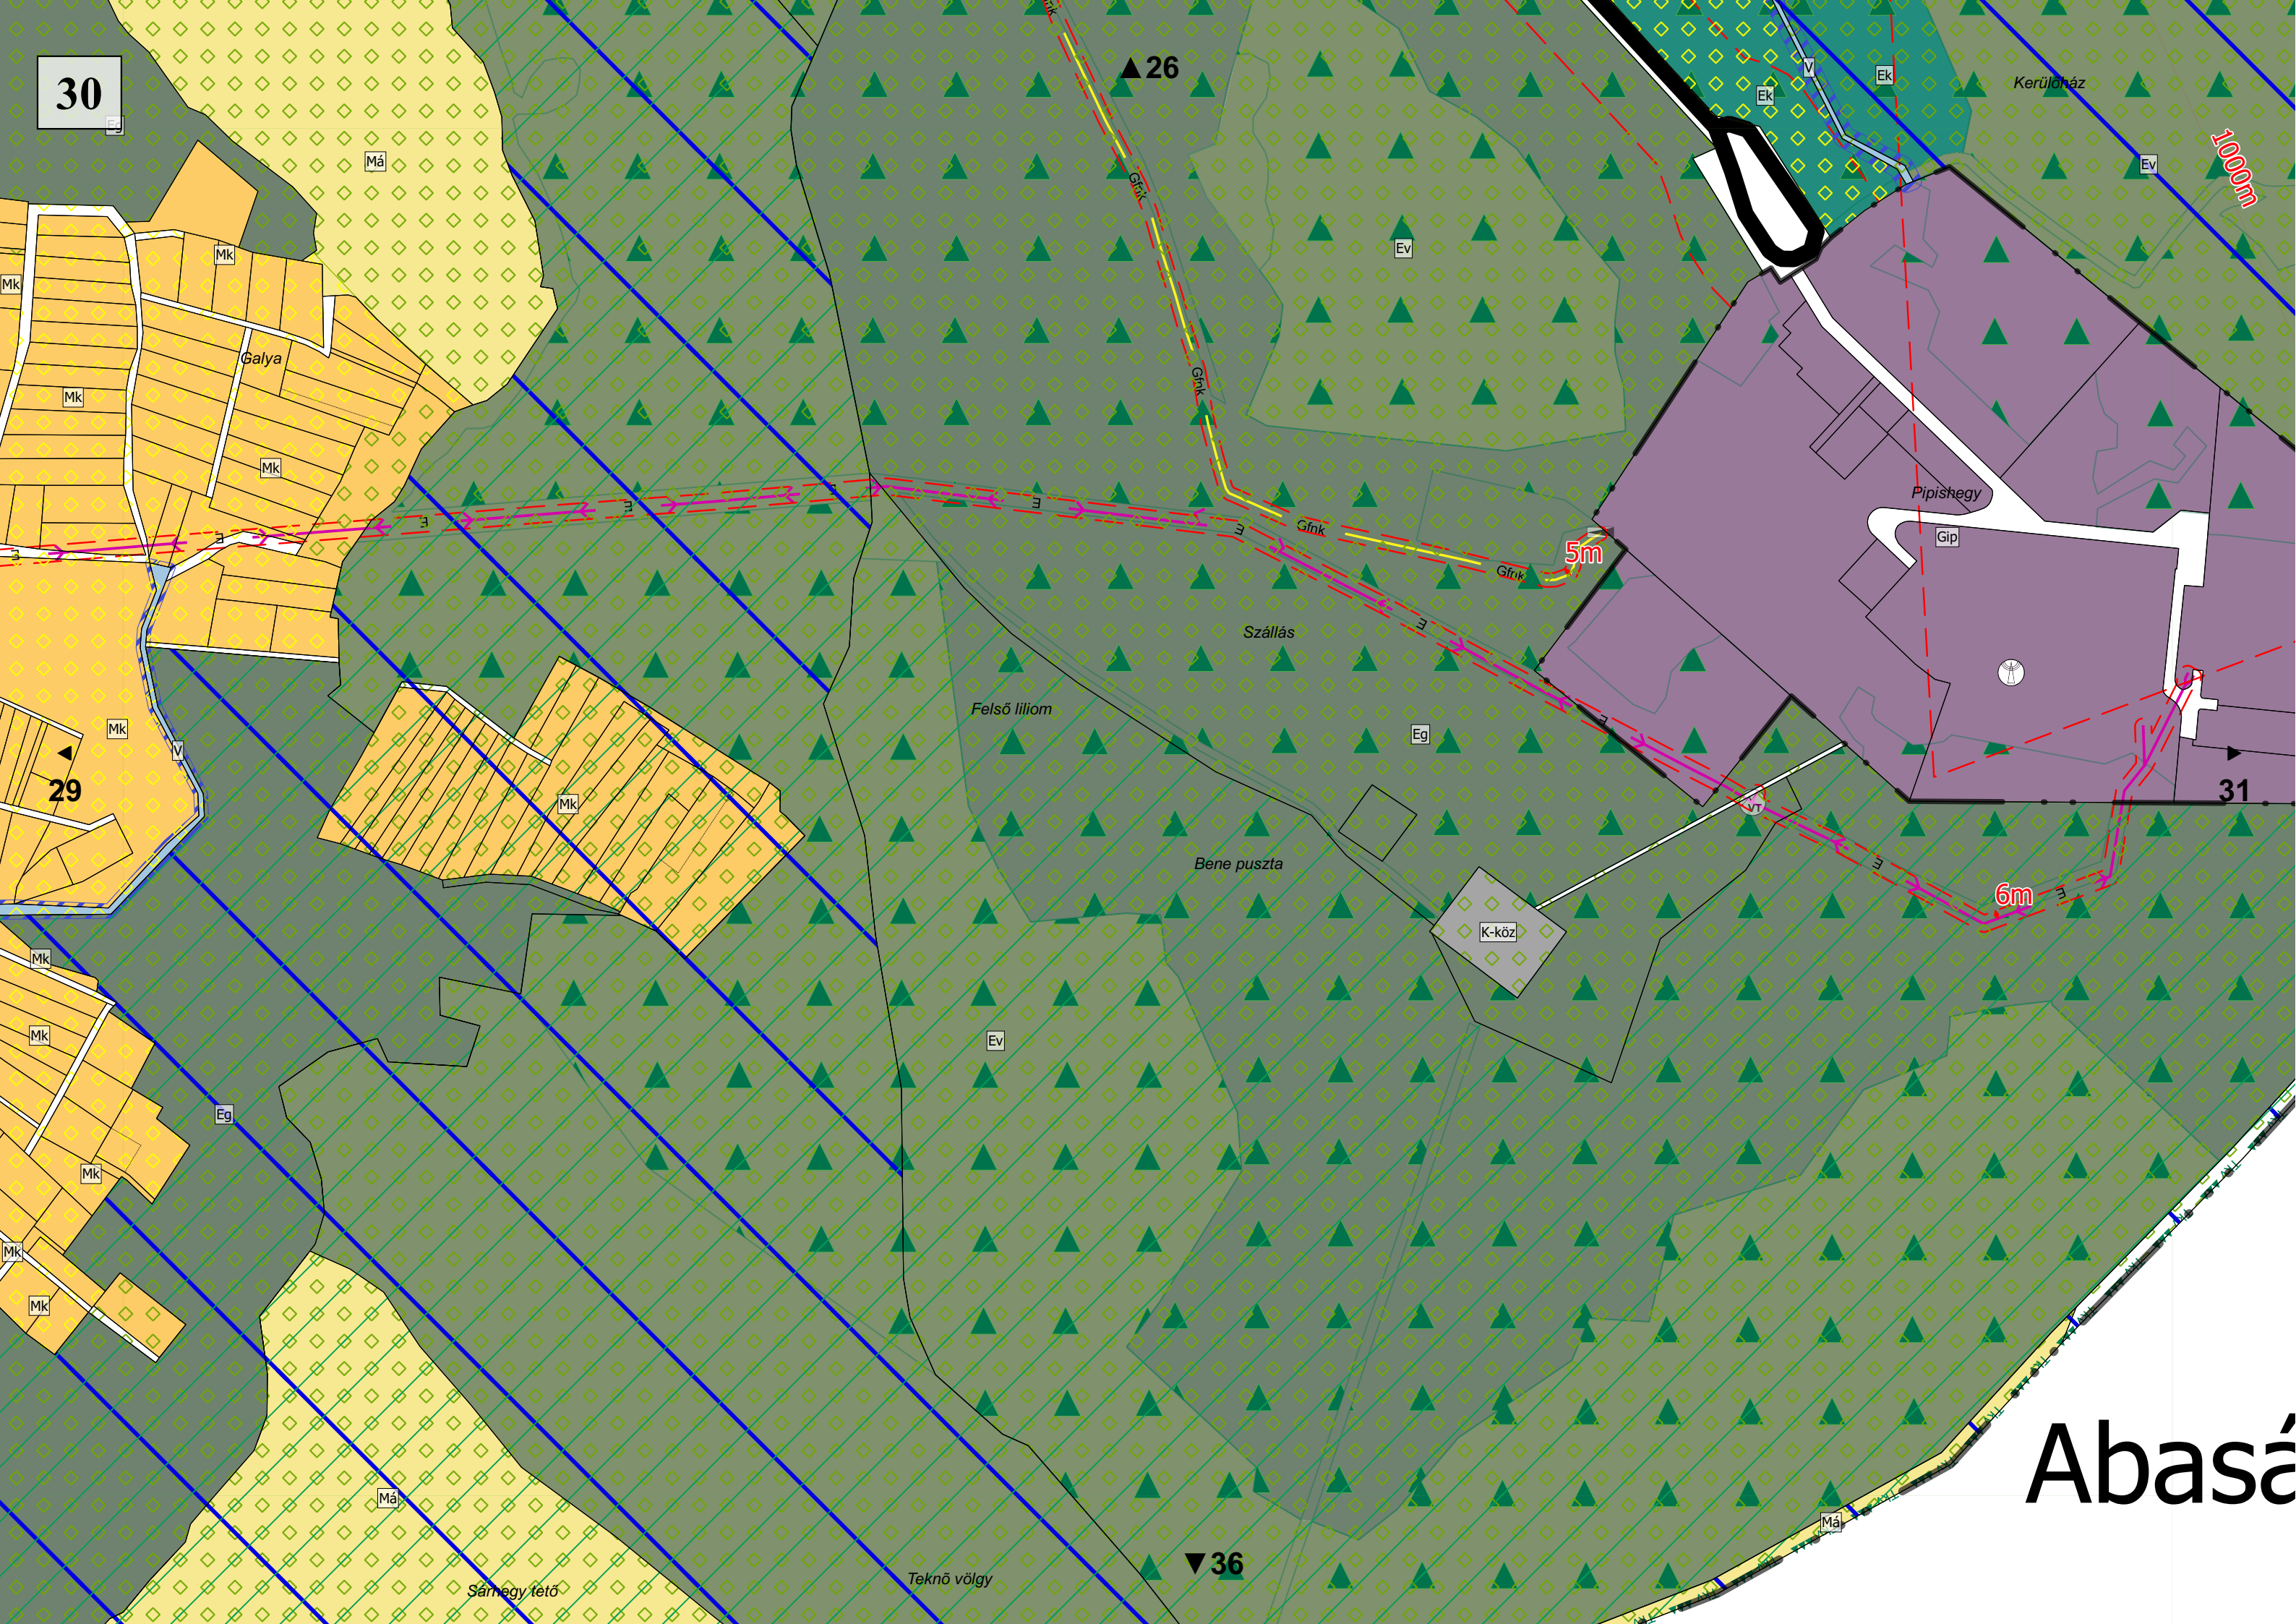 Gfnk
V
Ek
▲26
Kerülőház
30
Ek
Eg
1000m
Má
Ev
Gfnk
Mk
Ev
Mk
Galya
Gfnk
Mk
Mk
Pipishegy
E
E
E
E
E
E
E
Gfnk
Gip
5m
Gfnk
E
Szállás
Felső liliom
E
Mk
Eg
V
29
31
Mk
VT
Bene puszta
E
6m
E
K-köz
Mk
Mk
Ev
Eg
Mk
Mk
Mk
Abasá
Má
Má
▼36
Teknő völgy
Sárhegy tető